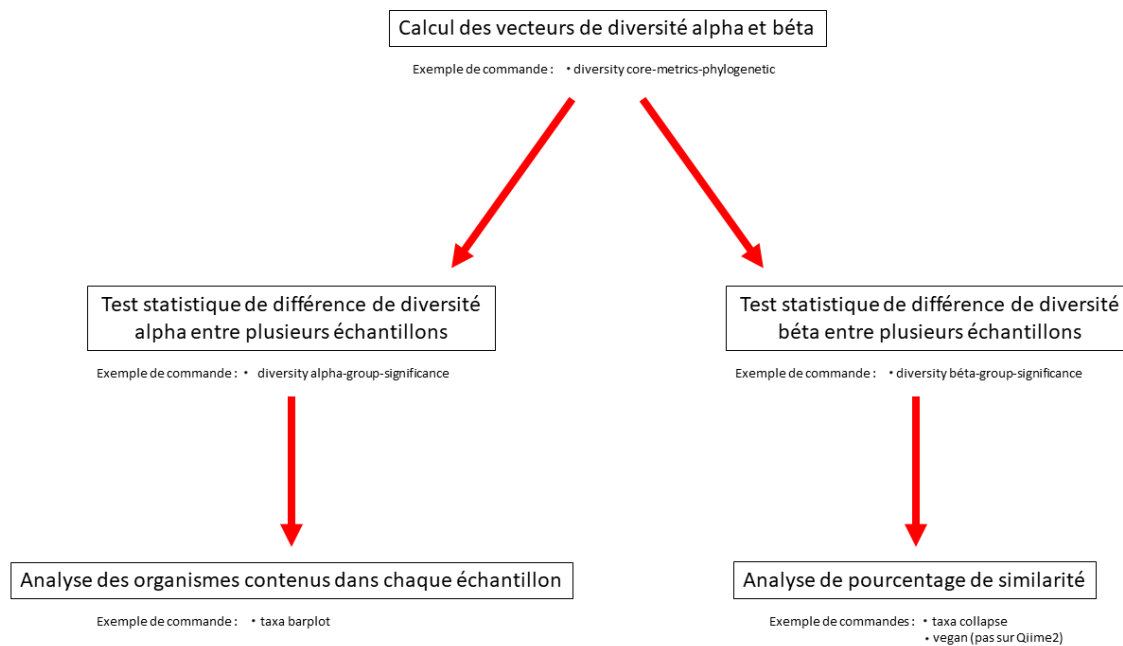 Calcul des vecteurs de diversité alpha et béta
Exemple de commande : • diversity core-metrics-phylogenetic
Test statistique de différence de diversité
alpha entre plusieurs échantillons
Exemple de commande : • diversity alpha-group-significance
Test statistique de différence de diversité
béta entre plusieurs échantillons
Exemple de commande : • diversity béta-group-significance
Analyse des organismes contenus dans chaque échantillon
Exemple de commande : • taxa barplot
Analyse de pourcentage de similarité
Exemple de commandes : • taxa collapse
• vegan (pas sur Qiime2)